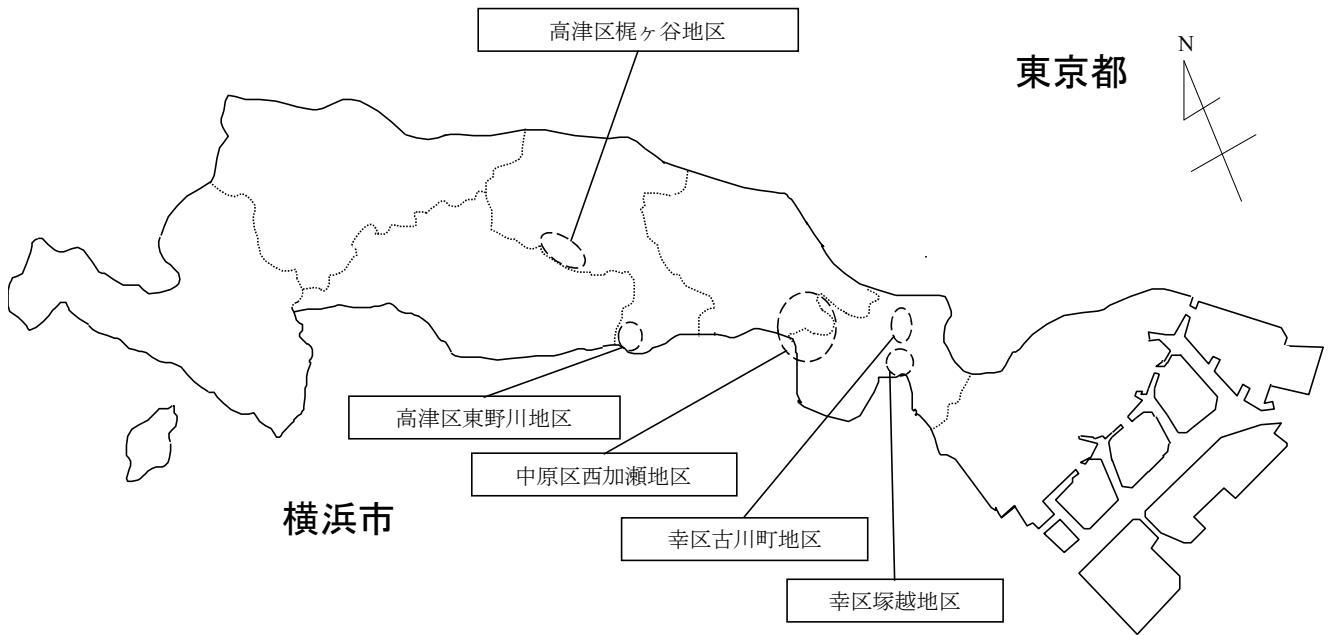 高津区梶ヶ谷地区
東京都
N
高津区東野川地区
中原区西加瀬地区
横浜市
幸区古川町地区
幸区塚越地区